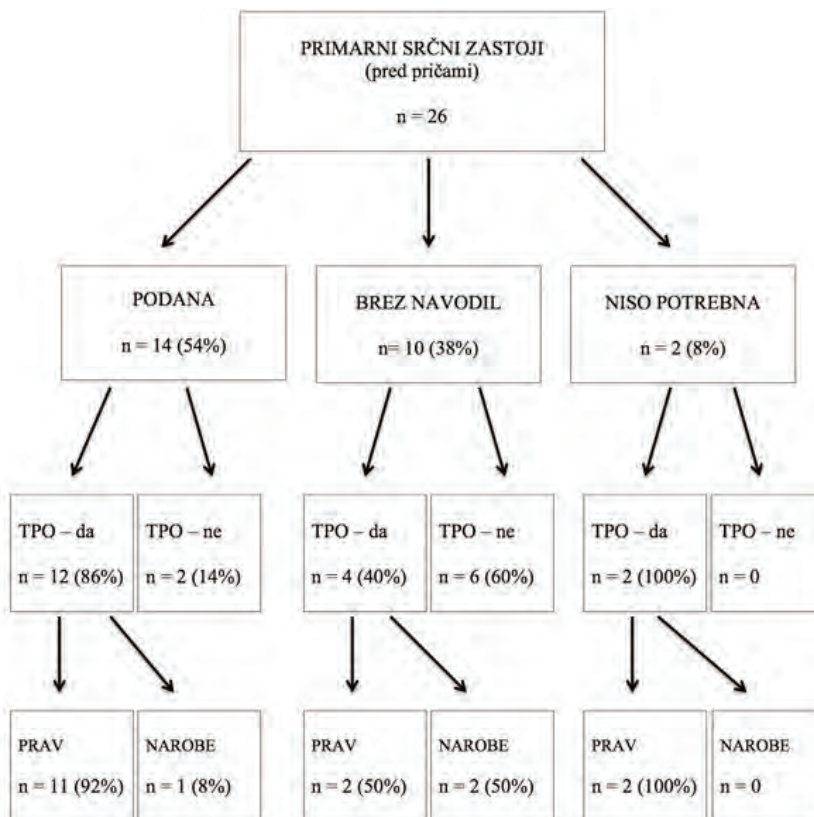 PRIMARNI SRČNI ZASTOJI
(pred pričami)
n = 26
PODANA
n = 14 (54%)
BREZ NAVODIL
n= 10 (38%)
NISO POTREBNA
n = 2 (8%)
TPO – da
n = 12 (86%)
TPO – ne
n = 2 (14%)
TPO – da
n = 4 (40%)
TPO – ne
n = 6 (60%)
TPO – da
n = 2 (100%)
TPO – ne
n = 0
PRAV
n = 11 (92%)
NAROBE
n = 1 (8%)
PRAV
n = 2 (50%)
NAROBE
n = 2 (50%)
PRAV
n = 2 (100%)
NAROBE
n = 0